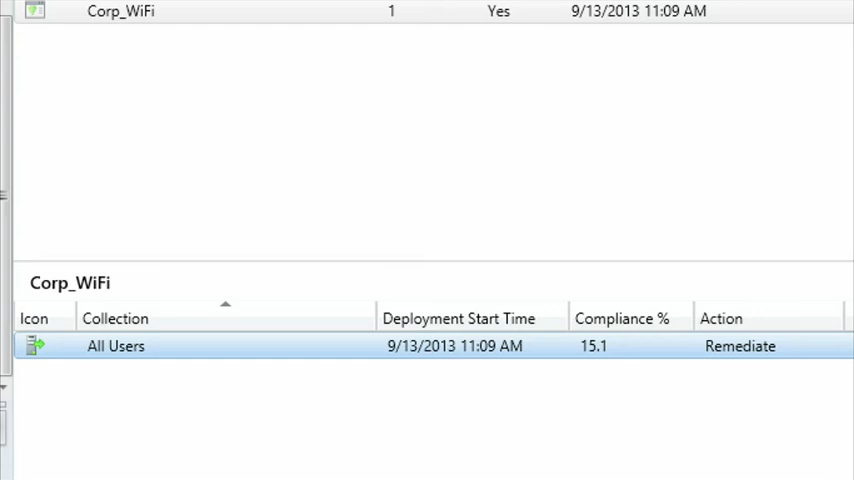 Corp_WiFi 1 Yes 9/13/2013 11:09 AM
Corp_WiFi
Icon Collection Deployment Start Time Compliance % Action
All Users 9/13/2013 11:09 AM 15.1 Remediate